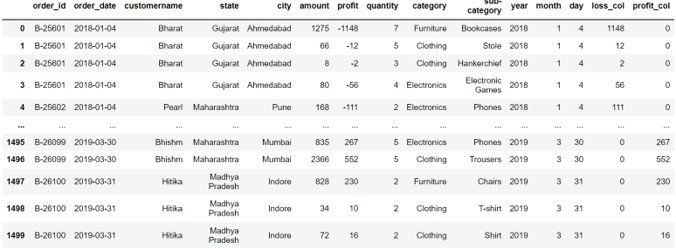 order_id order_date customername state city amount profit quantity category sub-category year month day loss_col profit_col
0 B-25601 2018-01-04 Bharat Gujarat Ahmedabad 1275 -1148 7 Furniture Bookcases 2018 1 4 1148 0
1 B-25601 2018-01-04 Bharat Gujarat Ahmedabad 66 -12 5 Clothing Stole 2018 1 4 12 0
2 B-25601 2018-01-04 Bharat Gujarat Ahmedabad 8 -2 3 Clothing Hankerchief 2018 1 4 2 0
3 B-25601 2018-01-04 Bharat Gujarat Ahmedabad 80 -56 4 Electronics Electronic Games 2018 1 4 56 0
4 B-25602 2018-01-04 Pearl Maharashtra Pune 168 -111 2 Electronics Phones 2018 1 4 111 0
... ... ... ... ... ... ... ... ... ... ... ... ... ... ... ...
1495 B-26099 2019-03-30 Bhishm Maharashtra Mumbai 835 267 5 Electronics Phones 2019 3 30 0 267
1496 B-26099 2019-03-30 Bhishm Maharashtra Mumbai 2366 552 5 Clothing Trousers 2019 3 30 0 552
1497 B-26100 2019-03-31 Hitika Madhya Pradesh Indore 828 230 2 Furniture Chairs 2019 3 31 0 230
1498 B-26100 2019-03-31 Hitika Madhya Pradesh Indore 34 10 2 Clothing T-shirt 2019 3 31 0 10
1499 B-26100 2019-03-31 Hitika Madhya Pradesh Indore 72 16 2 Clothing Shirt 2019 3 31 0 16